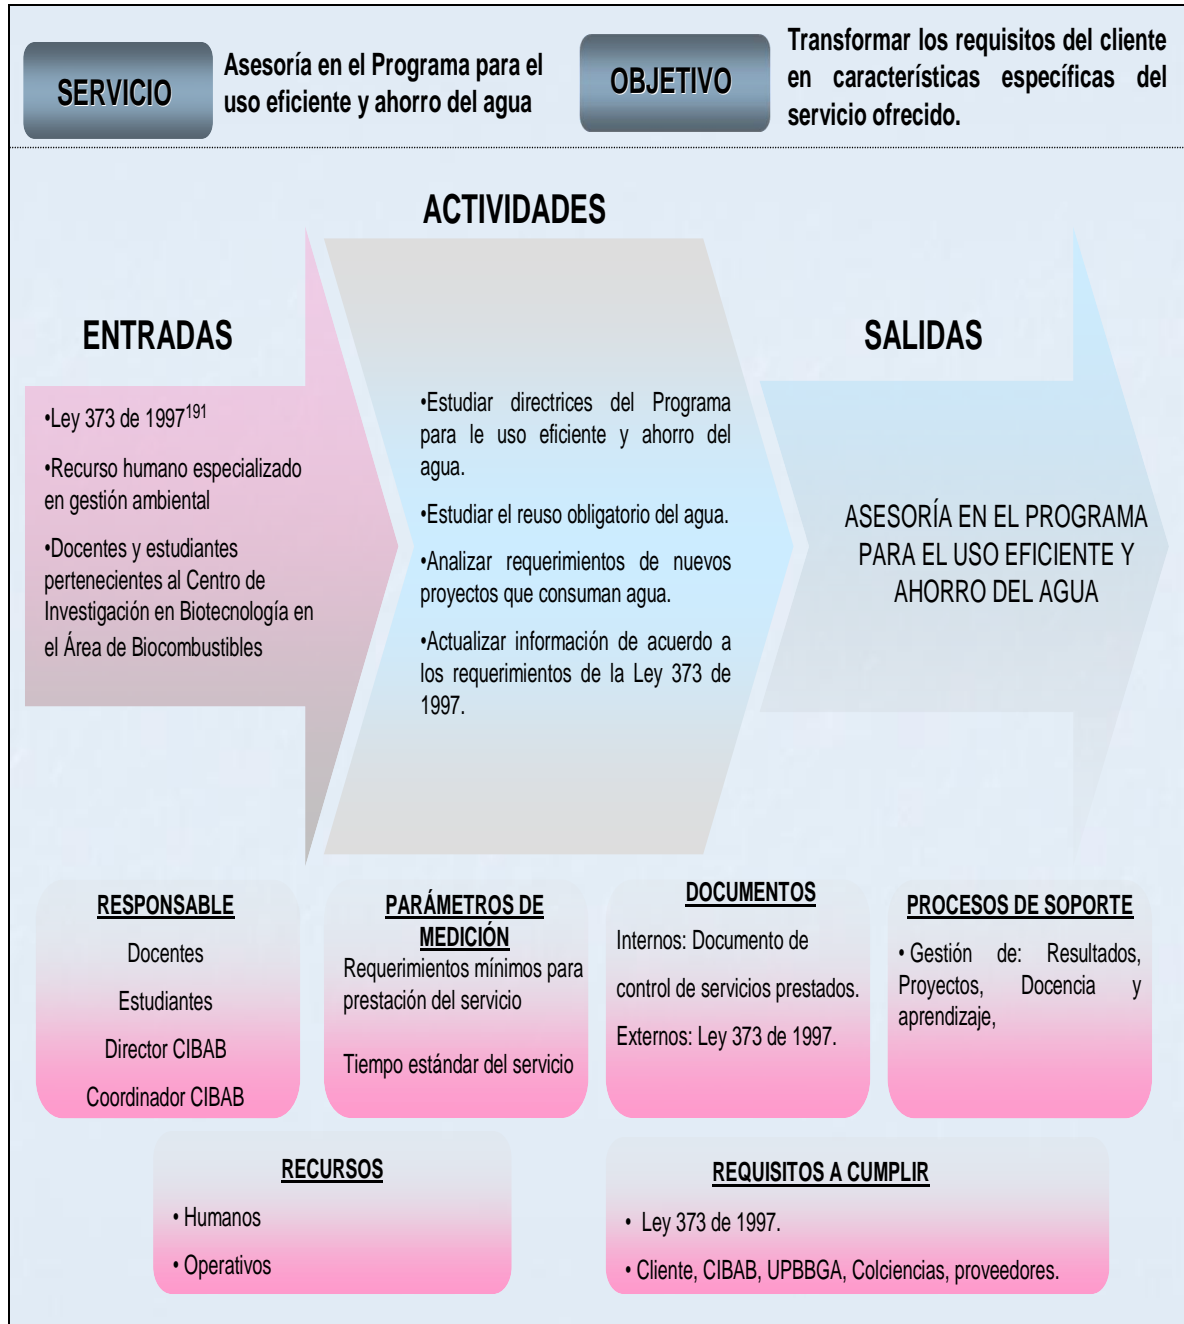 SERVICIO
Asesoría en el Programa para el
uso eficiente y ahorro del agua
OBJETIVO
Transformar los requisitos del cliente
en características específicas del
servicio ofrecido.
ACTIVIDADES
ENTRADAS
•Ley 373 de 1997191
•Recurso humano especializado
en gestión ambiental
•Docentes y estudiantes
pertenecientes al Centro de
Investigación en Biotecnología en
el Área de Biocombustibles
•Estudiar directrices del Programa
para le uso eficiente y ahorro del
agua.
•Estudiar el reuso obligatorio del agua.
•Analizar requerimientos de nuevos
proyectos que consuman agua.
•Actualizar información de acuerdo a
los requerimientos de la Ley 373 de
1997.
SALIDAS
ASESORÍA EN EL PROGRAMA
PARA EL USO EFICIENTE Y
AHORRO DEL AGUA
RESPONSABLE
Docentes
Estudiantes
Director CIBAB
Coordinador CIBAB
PARÁMETROS DE
MEDICIÓN
Requerimientos mínimos para
prestación del servicio
Tiempo estándar del servicio
DOCUMENTOS
Internos: Documento de
control de servicios prestados.
Externos: Ley 373 de 1997.
PROCESOS DE SOPORTE
• Gestión de: Resultados,
Proyectos, Docencia y
aprendizaje,
RECURSOS
• Humanos
• Operativos
REQUISITOS A CUMPLIR
• Ley 373 de 1997.
• Cliente, CIBAB, UPBBGA, Colciencias, proveedores.